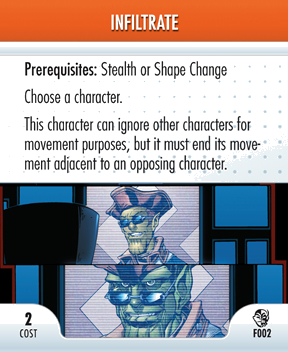 INFILTRATE
Prerequisites: Stealth or Shape Change
Choose a character.
This character can ignore other characters for
movement purposes, but it must end its move-
ment adjacent to an opposing character.
2
COST
F002